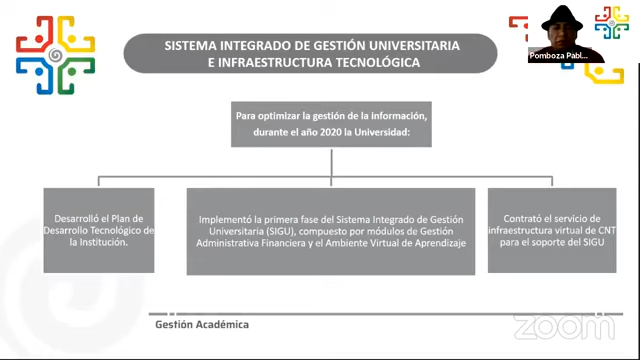 SISTEMA INTEGRADO DE GESTIÓN UNIVERSITARIA
E INFRAESTRUCTURA TECNOLÓGICA
Pomboza Pabl...
Para optimizar la gestión de la información,
durante el año 2020 la Universidad:
Desarrolló el Plan de
Desarrollo Tecnológico de
la Institución.
Implementó la primera fase del Sistema Integrado de Gestión
Universitaria (SIGU), compuesto por módulos de Gestión
Administrativa Financiera y el Ambiente Virtual de Aprendizaje
Contrató el servicio de
infraestructura virtual de CNT
para el soporte del SIGU
Gestión Académica
zoom